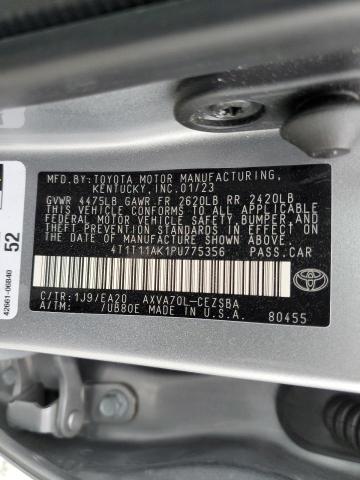 MFD.BY:TOYOTA MOTOR MANUFACTURING,
KENTUCKY,INC.01/23
GVWR 4475LB GAWR.FR 2620LB RR 2420LB
THIS VEHICLE CONFORMS TO ALL APPLICABLE
FEDERAL MOTOR VEHICLE SAFETY,BUMPER,AND
THEFT PREVENTION STANDARDS IN EFFECT
ON THE DATE OF MANUFACTURE SHOWN ABOVE.
4T1T11AK1PU775356 PASS.CAR
C/TR:1J9/EA20 AXVA70L-CEZSBA
A/TM: /UB80E MADE IN U.S.A. 80455
52
42661-06840